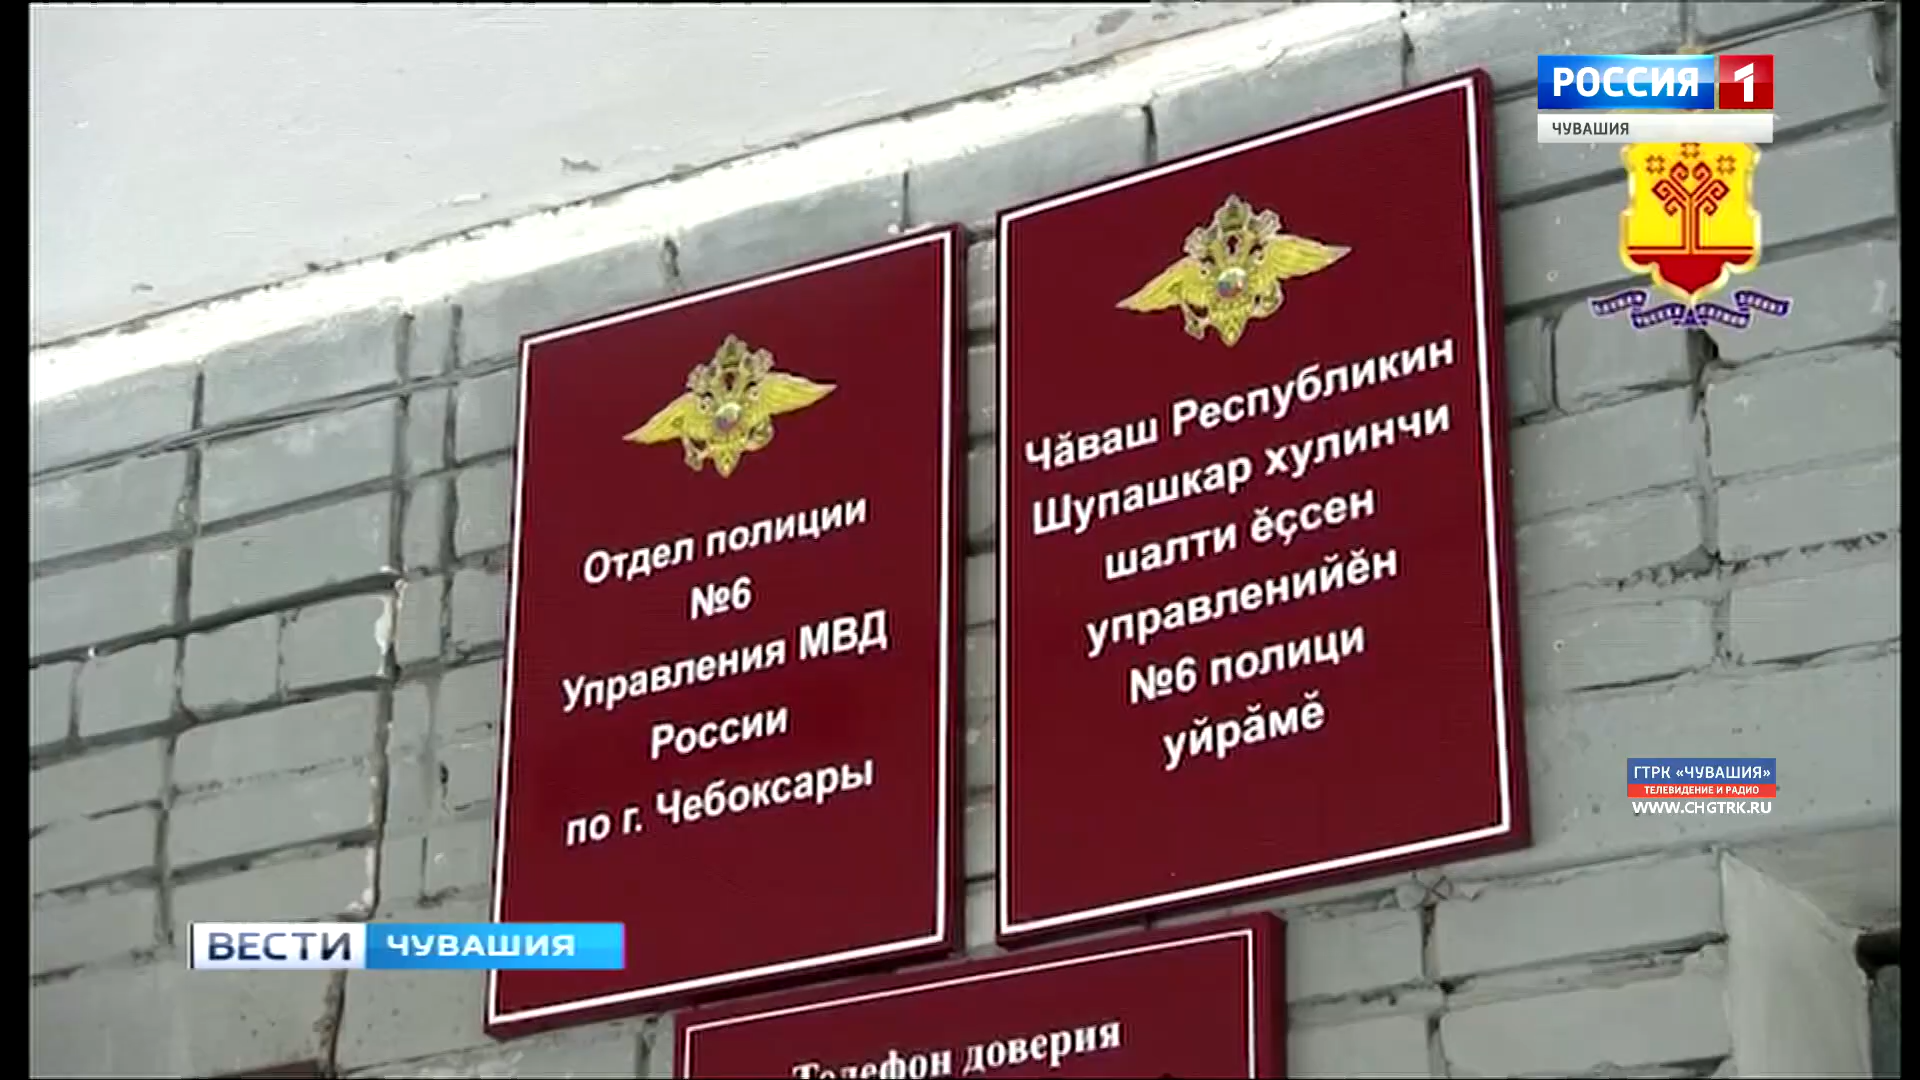 РОССИЯ 1
ЧУВАШИЯ
Отдел полиции
№6
Управления МВД
России
по г. Чебоксары
Чӑваш Республикин
Шупашкар хулинчи
шалти ӗҫсен
управленийӗн
№6 полици
уйрӑмӗ
ГТРК «ЧУВАШИЯ»
ТЕЛЕВИДЕНИЕ И РАДИО
WWW.CHGTRK.RU
ВЕСТИ ЧУВАШИЯ
Телефон доверия